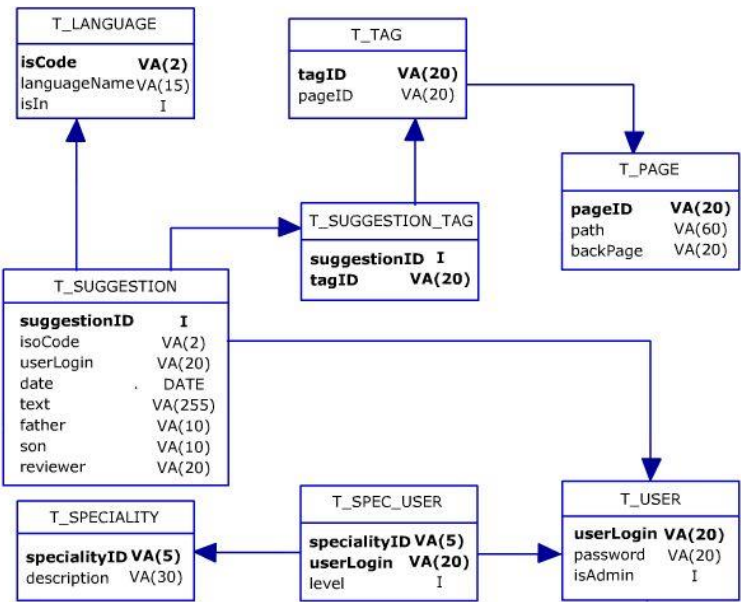 T_LANGUAGE
isCode VA(2)
languageName VA(15)
isIn I
T_TAG
tagID VA(20)
pageID VA(20)
T_PAGE
pageID VA(20)
path VA(60)
backPage VA(20)
T_SUGGESTION_TAG
suggestionID I
tagID VA(20)
T_SUGGESTION
suggestionID I
isoCode VA(2)
userLogin VA(20)
date . DATE
text VA(255)
father VA(10)
son VA(10)
reviewer VA(20)
T_SPECIALITY
specialityID VA(5)
description VA(30)
T_SPEC_USER
specialityID VA(5)
userLogin VA(20)
level I
T_USER
userLogin VA(20)
password VA(20)
isAdmin I